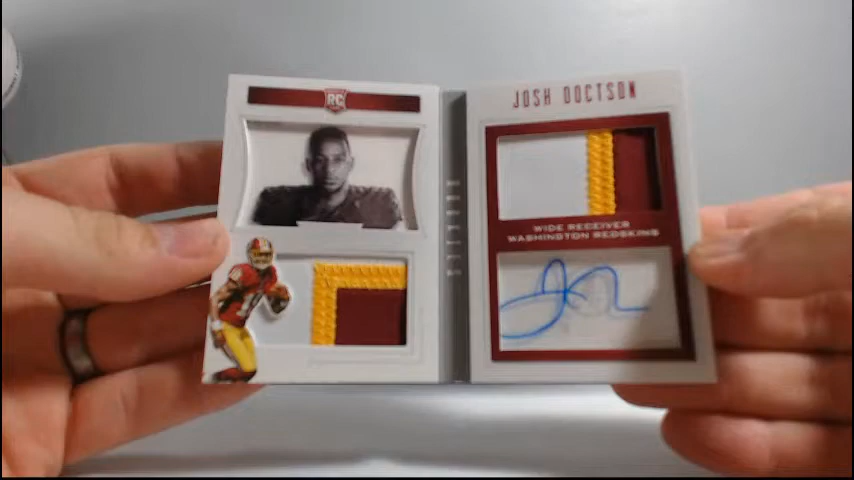 RC
JOSH DOCTSON
WIDE RECEIVER
WASHINGTON REDSKINS